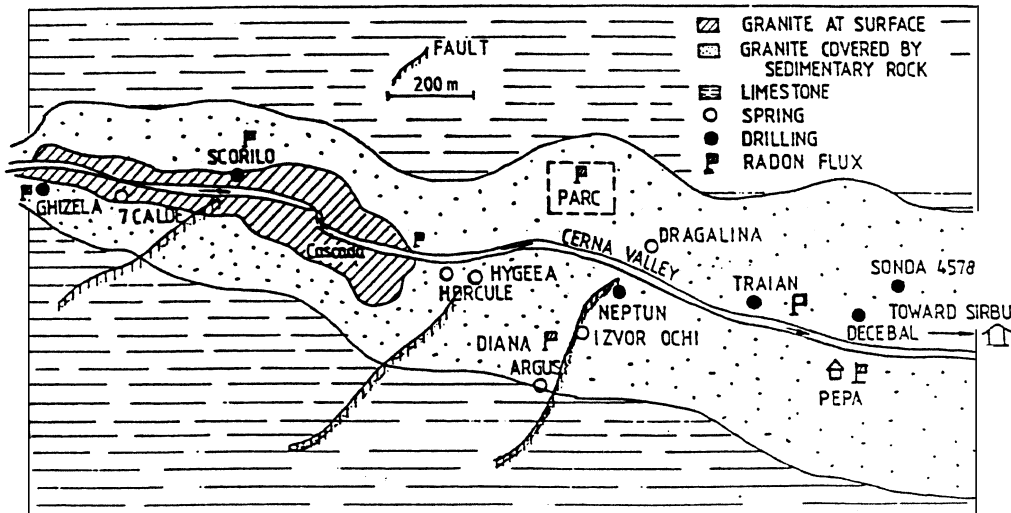 FAULT
200 m
GRANITE AT SURFACE
GRANITE COVERED BY
SEDIMENTARY ROCK
LIMESTONE
SPRING
DRILLING
RADON FLUX
SCORILO
GHIZELA
7 CALDE
Cascada
PARC
CERNA VALLEY
DRAGALINA
HYGEEA
HERCULE
NEPTUN
TRAIAN
SONDA 4578
TOWARD SIRBU
DECEBAL
DIANA
IZVOR OCHI
ARGUS
PEPA